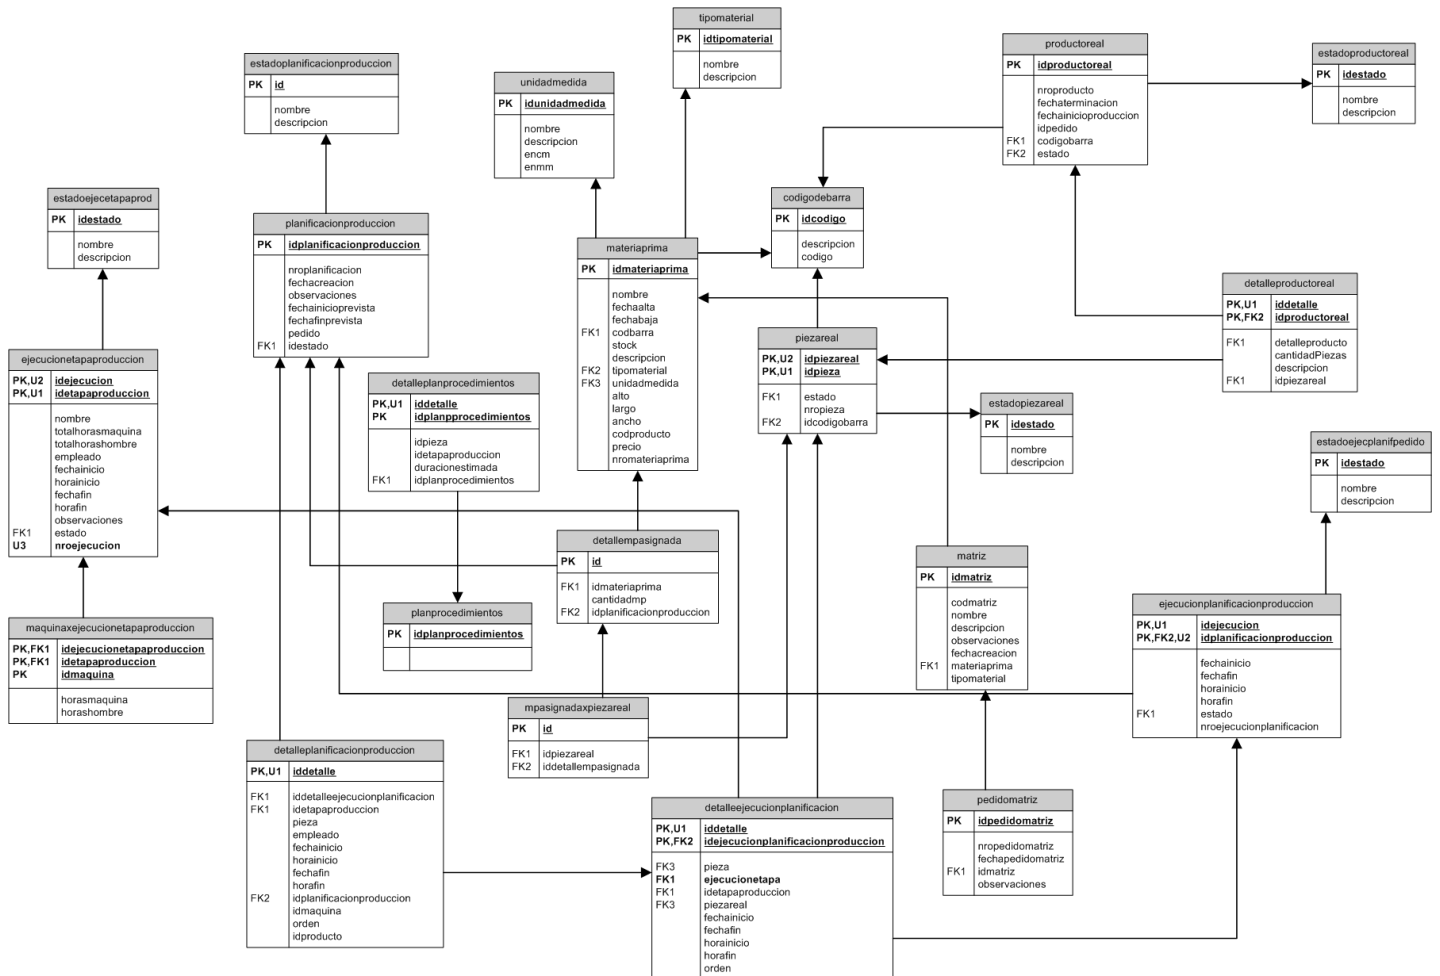 tipomaterial
PK idtipomaterial
nombre
descripcion
productoreal
PK idproductoreal
nroproducto
fechaterminacion
fechainicioproduccion
idpedido
FK1 codigobarra
FK2 estado
estadoproductoreal
PK idestado
nombre
descripcion
estadoplanificacionproduccion
PK id
nombre
descripcion
unidadmedida
PK idunidadmedida
nombre
descripcion
encm
enmm
estadoejecetapaprod
PK idestado
nombre
descripcion
planificacionproduccion
PK idplanificacionproduccion
nroplanificacion
fechacreacion
observaciones
fechainicioprevista
fechafinprevista
pedido
FK1 idestado
materiaprima
PK idmateriaprima
nombre
fechaalta
fechabaja
FK1 codbarra
stock
descripcion
FK2 tipomaterial
FK3 unidadmedida
alto
largo
ancho
codproducto
precio
nromateriaprima
codigodebarra
PK idcodigo
descripcion
codigo
detalleproductoreal
PK,U1 iddetalle
PK,FK2 idproductoreal
FK1 detalleproducto
cantidadPiezas
descripcion
FK1 idpiezareal
piezareal
PK,U2 idpiezareal
PK,U1 idpieza
FK1 estado
nropieza
FK2 idcodigobarra
ejecucionetapaproduccion
PK,U2 idejecucion
PK,U1 idetapaproduccion
nombre
totalhorasmaquina
totalhorashombre
empleado
fechainicio
horainicio
fechafin
horafin
observaciones
FK1 estado
U3 nroejecucion
detalleplanprocedimientos
PK,U1 iddetalle
PK idplanpprocedimientos
idpieza
idetapaproduccion
duracionestimada
FK1 idplanprocedimientos
estadopiezareal
PK idestado
nombre
descripcion
estadoejecplanifpedido
PK idestado
nombre
descripcion
detallempasignada
PK id
FK1 idmateriaprima
cantidadmp
FK2 idplanificacionproduccion
matriz
PK idmatriz
codmatriz
nombre
descripcion
observaciones
fechacreacion
FK1 materiaprima
tipomaterial
planprocedimientos
PK idplanprocedimientos
ejecucionplanificacionproduccion
PK,U1 idejecucion
PK,FK2,U2 idplanificacionproduccion
fechainicio
fechafin
horainicio
horafin
FK1 estado
nroejecucionplanificacion
maquinaxejecucionetapaproduccion
PK,FK1 idejecucionetapaproduccion
PK,FK1 idetapaproduccion
PK idmaquina
horasmaquina
horashombre
mpasignadaxpiezareal
PK id
FK1 idpiezareal
FK2 iddetallempasignada
detalleplanificacionproduccion
PK,U1 iddetalle
FK1 iddetalleejecucionplanificacion
FK1 idetapaproduccion
pieza
empleado
fechainicio
horainicio
fechafin
horafin
FK2 idplanificacionproduccion
idmaquina
orden
idproducto
detalleejecucionplanificacion
PK,U1 iddetalle
PK,FK2 idejecucionplanificacionproduccion
FK3 pieza
FK1 ejecucionetapa
FK1 idetapaproduccion
FK3 piezareal
fechainicio
fechafin
horainicio
horafin
orden
pedidomatriz
PK idpedidomatriz
nropedidomatriz
fechapedidomatriz
FK1 idmatriz
observaciones